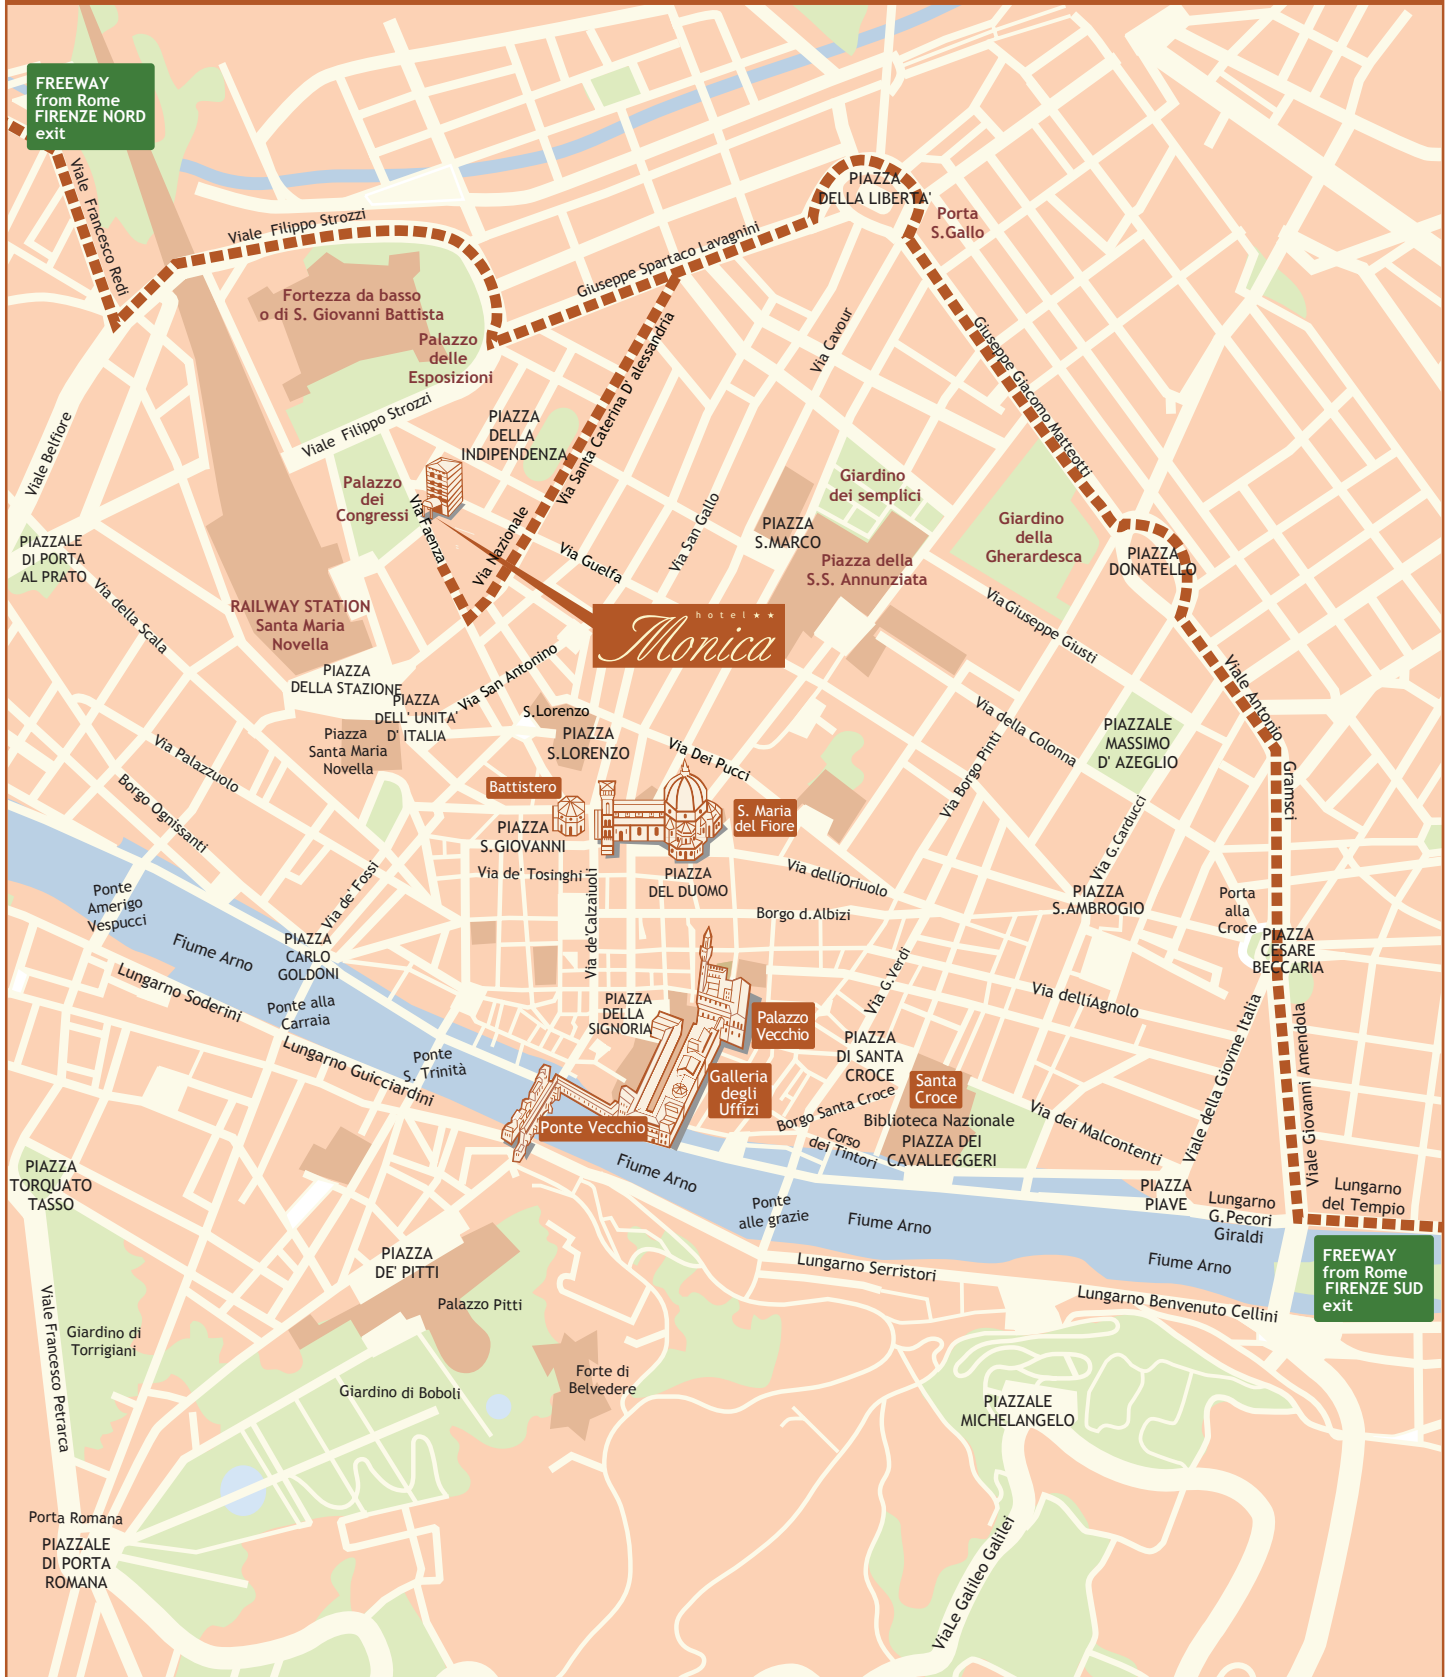 FREEWAY
from Rome
FIRENZE NORD
exit
Viale Francesco Redi
Viale Filippo Strozzi
Giuseppe Spartaco Lavagnini
PIAZZA
DELLA LIBERTA'
Porta
S.Gallo
Fortezza da basso
o di S. Giovanni Battista
Palazzo
delle
Esposizioni
Viale Filippo Strozzi
Via Cavour
Giuseppe Giacomo Matteotti
Viale Belfiore
PIAZZA
DELLA
INDIPENDENZA
Via Santa Caterina D' alessandria
Palazzo
dei
Congressi
Via Faenza
Via Nazionale
Via Guelfa
Via San Gallo
PIAZZA
S.MARCO
Giardino
dei semplici
Piazza della
S.S. Annunziata
Giardino
della
Gherardesca
PIAZZA
DONATELLO
PIAZZALE
DI PORTA
AL PRATO
Via della Scala
RAILWAY STATION
Santa Maria
Novella
hotel ★ ★
Monica
Via Giuseppe Giusti
Viale Antonio
Gramsci
PIAZZA
DELLA STAZIONE
PIAZZA
DELL' UNITA'
D' ITALIA
Via San Antonino
S.Lorenzo
PIAZZA
S.LORENZO
Piazza
Santa Maria
Novella
Via Dei Pucci
Via della Colonna
Via Borgo Pinti
PIAZZALE
MASSIMO
D' AZEGLIO
Via Palazzuolo
Borgo Ognissanti
Battistero
S. Maria
del Fiore
PIAZZA
S.GIOVANNI
Via de' Tosinghi
PIAZZA
DEL DUOMO
Via dellíOriuolo
Via G. Carducci
PIAZZA
S.AMBROGIO
Porta
alla
Croce
PIAZZA
CESARE
BECCARIA
Ponte
Amerigo
Vespucci
Via de' Fossi
Borgo d.Albizi
Via de'Calzaiuoli
Fiume Arno
PIAZZA
CARLO
GOLDONI
Lungarno Soderini
Ponte alla
Carraia
Via G. Verdi
Via dellíAgnolo
PIAZZA
DELLA
SIGNORIA
Palazzo
Vecchio
PIAZZA
DI SANTA
CROCE
Lungarno Guicciardini
Ponte
S. Trinità
Galleria
degli
Uffizi
Santa
Croce
Ponte Vecchio
Borgo Santa Croce
Biblioteca Nazionale
Corso
dei Tintori
PIAZZA DEI
CAVALLEGGERI
Via dei Malcontenti
Viale della Giovine Italia
Viale Giovanni Amendola
PIAZZA
TORQUATO
TASSO
Fiume Arno
Ponte
alle grazie
Fiume Arno
PIAZZA
PIAVE
Lungarno
G.Pecori
Giraldi
Lungarno
del Tempio
PIAZZA
DE' PITTI
Lungarno Serristori
Fiume Arno
FREEWAY
from Rome
FIRENZE SUD
exit
Palazzo Pitti
Lungarno Benvenuto Cellini
Viale Francesco Petrarca
Giardino di
Torrigiani
Giardino di Boboli
Forte di
Belvedere
PIAZZALE
MICHELANGELO
Porta Romana
PIAZZALE
DI PORTA
ROMANA
ViaLe Galileo Galilei